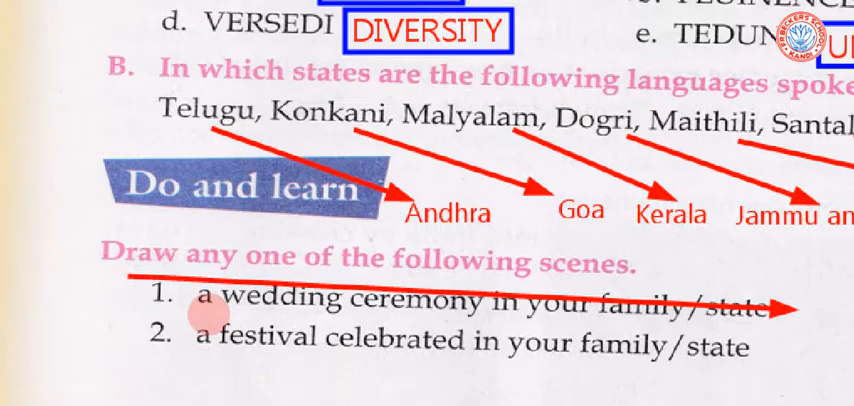 d. VERSEDI DIVERSITY
e. TEDUN
B. In which states are the following languages spoke
Telugu, Konkani, Malyalam, Dogri, Maithili, Santal
Do and learn
Andhra Goa Kerala Jammu an
Draw any one of the following scenes.
1. a wedding ceremony in your family/state
2. a festival celebrated in your family/state